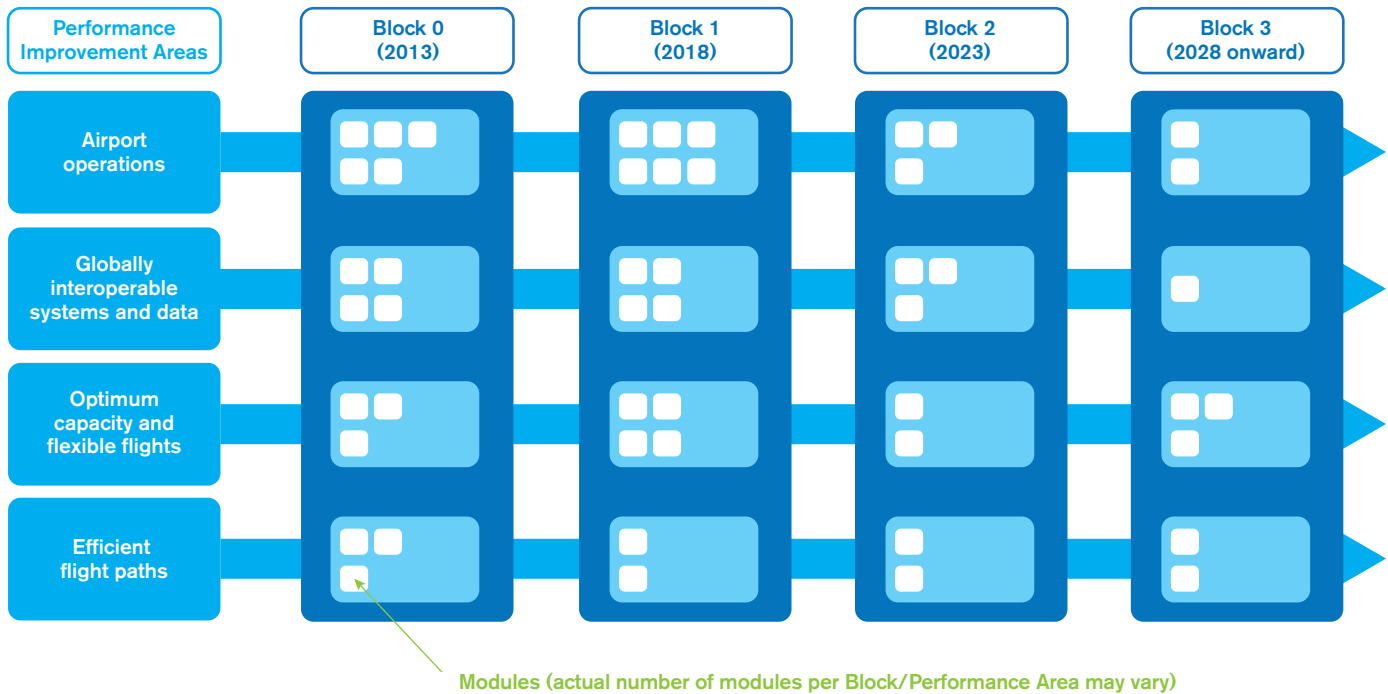 Performance
Improvement Areas
Block 0
(2013)
Block 1
(2018)
Block 2
(2023)
Block 3
(2028 onward)
Airport
operations
Globally
interoperable
systems and data
Optimum
capacity and
flexible flights
Efficient
flight paths
Modules (actual number of modules per Block/Performance Area may vary)